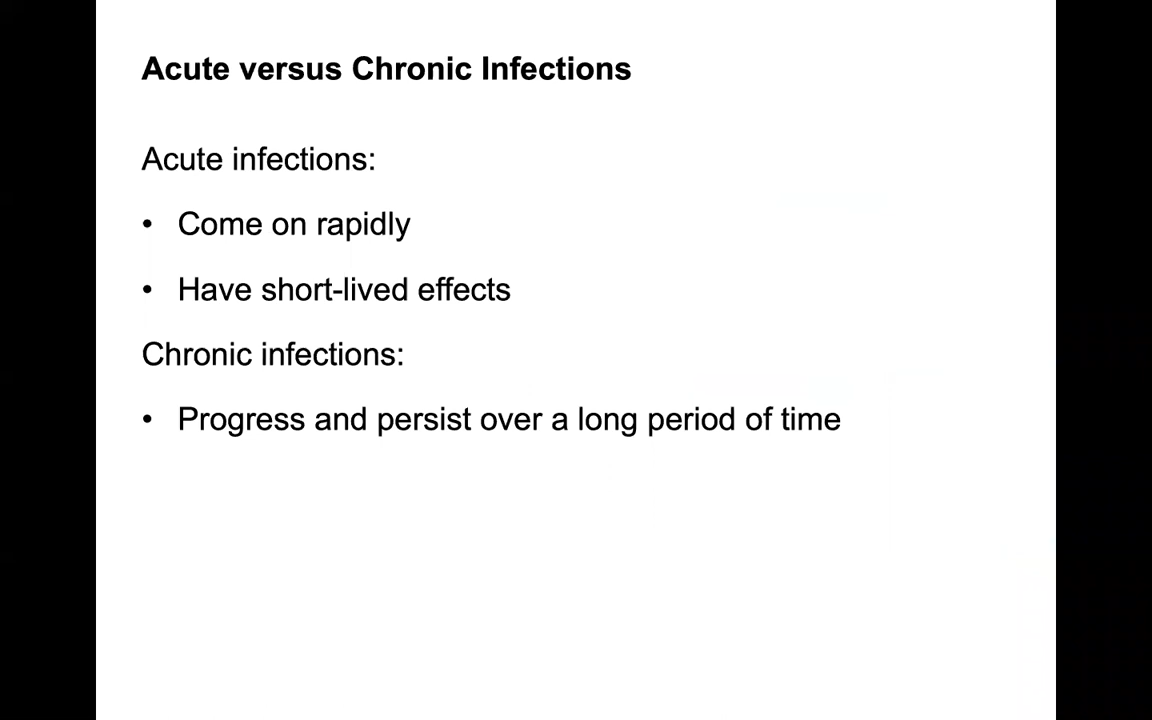 Acute versus Chronic Infections
Acute infections:
• Come on rapidly
• Have short-lived effects
Chronic infections:
• Progress and persist over a long period of time